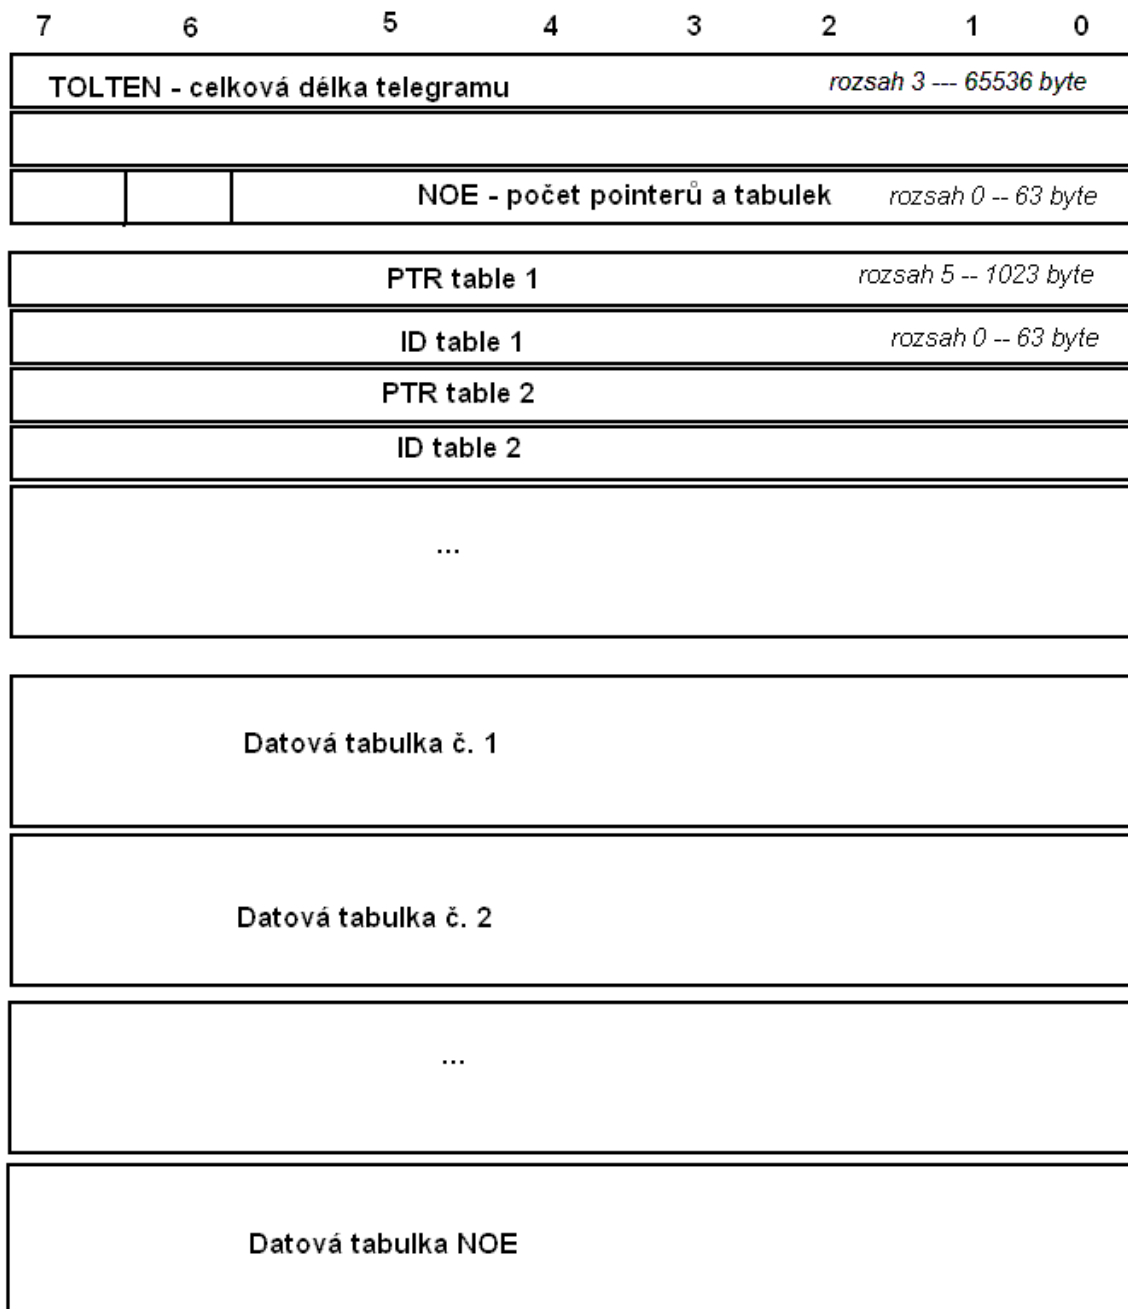 7 6 5 4 3 2 1 0
TOLTEN - celková délka telegramu rozsah 3 --- 65536 byte
NOE - počet pointerů a tabulek rozsah 0 -- 63 byte
PTR table 1 rozsah 5 -- 1023 byte
ID table 1 rozsah 0 -- 63 byte
PTR table 2
ID table 2
...
Datová tabulka č. 1
Datová tabulka č. 2
...
Datová tabulka NOE